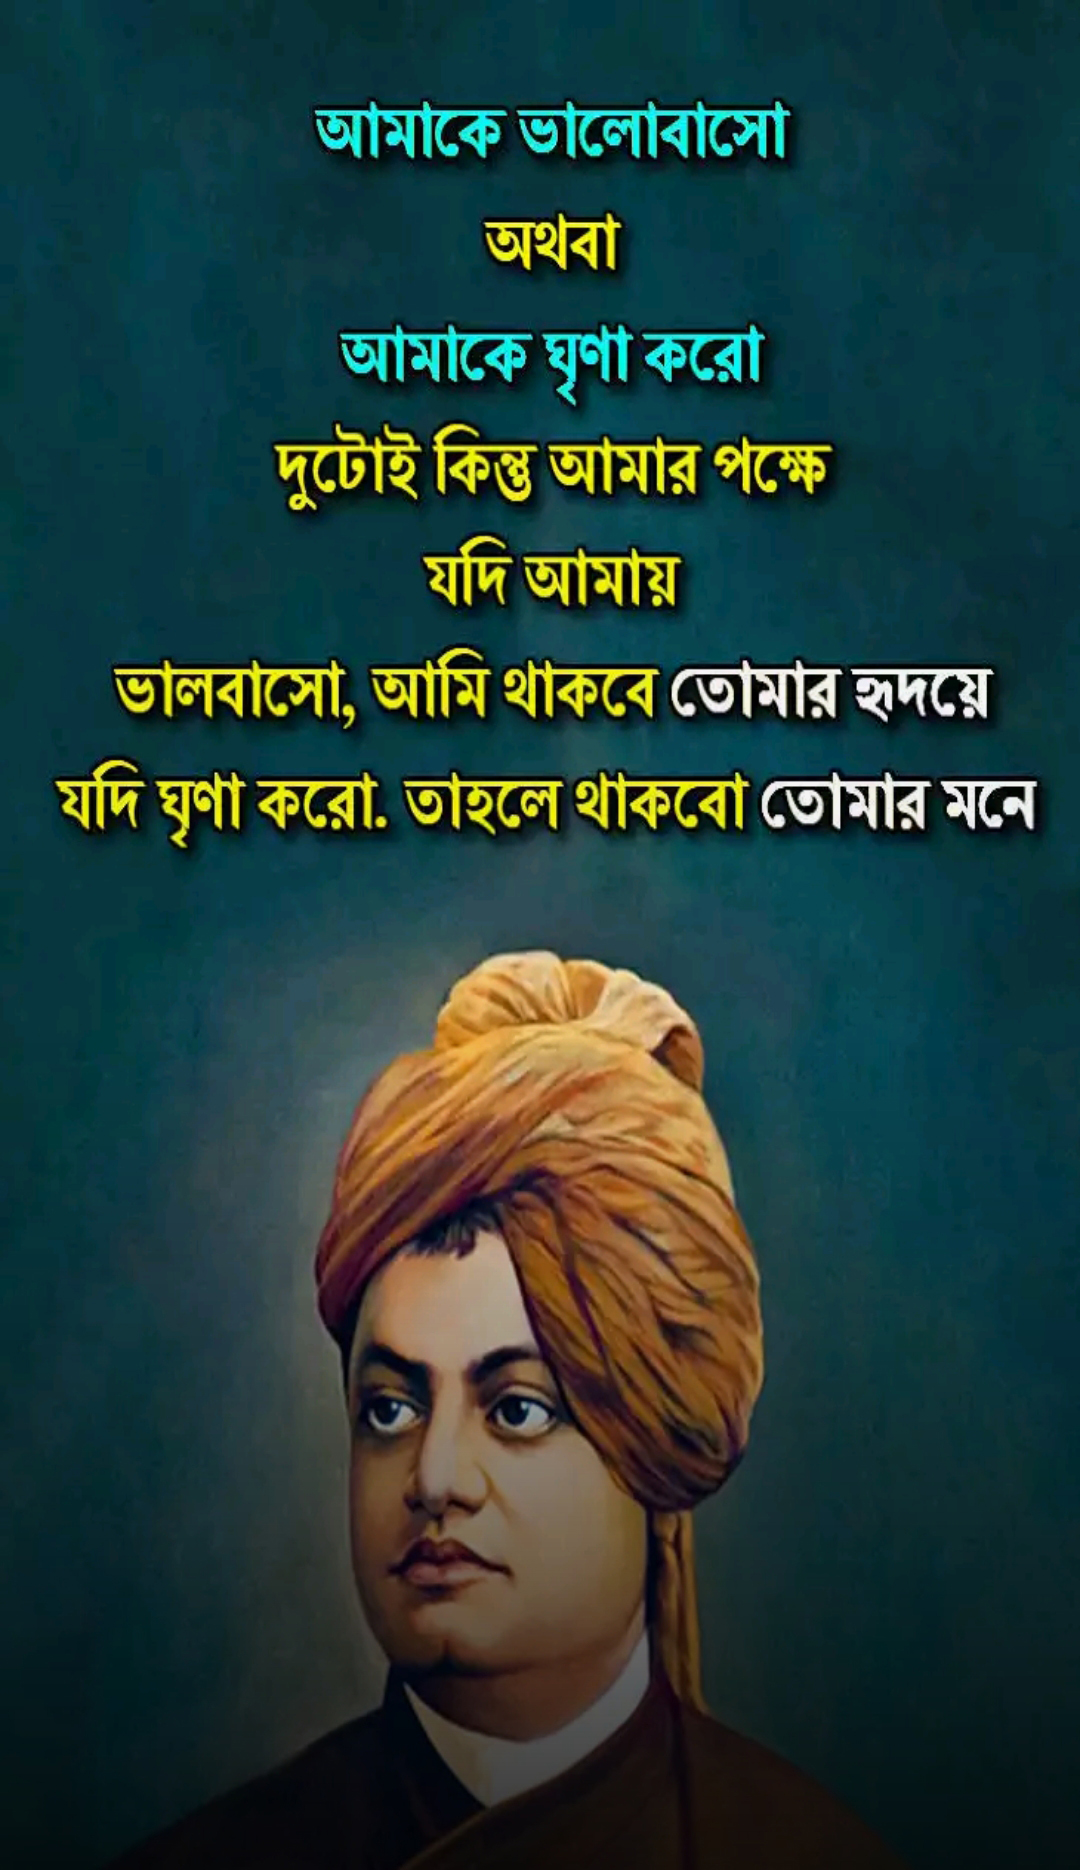 আমাকে ভালোবাসো
অথবা
আমাকে ঘৃণা করো
দুটোই কিন্তু আমার পক্ষে
যদি আমায়
ভালবাসো, আমি থাকবে তোমার হৃদয়ে
যদি ঘৃণা করো. তাহলে থাকবো তোমার মনে